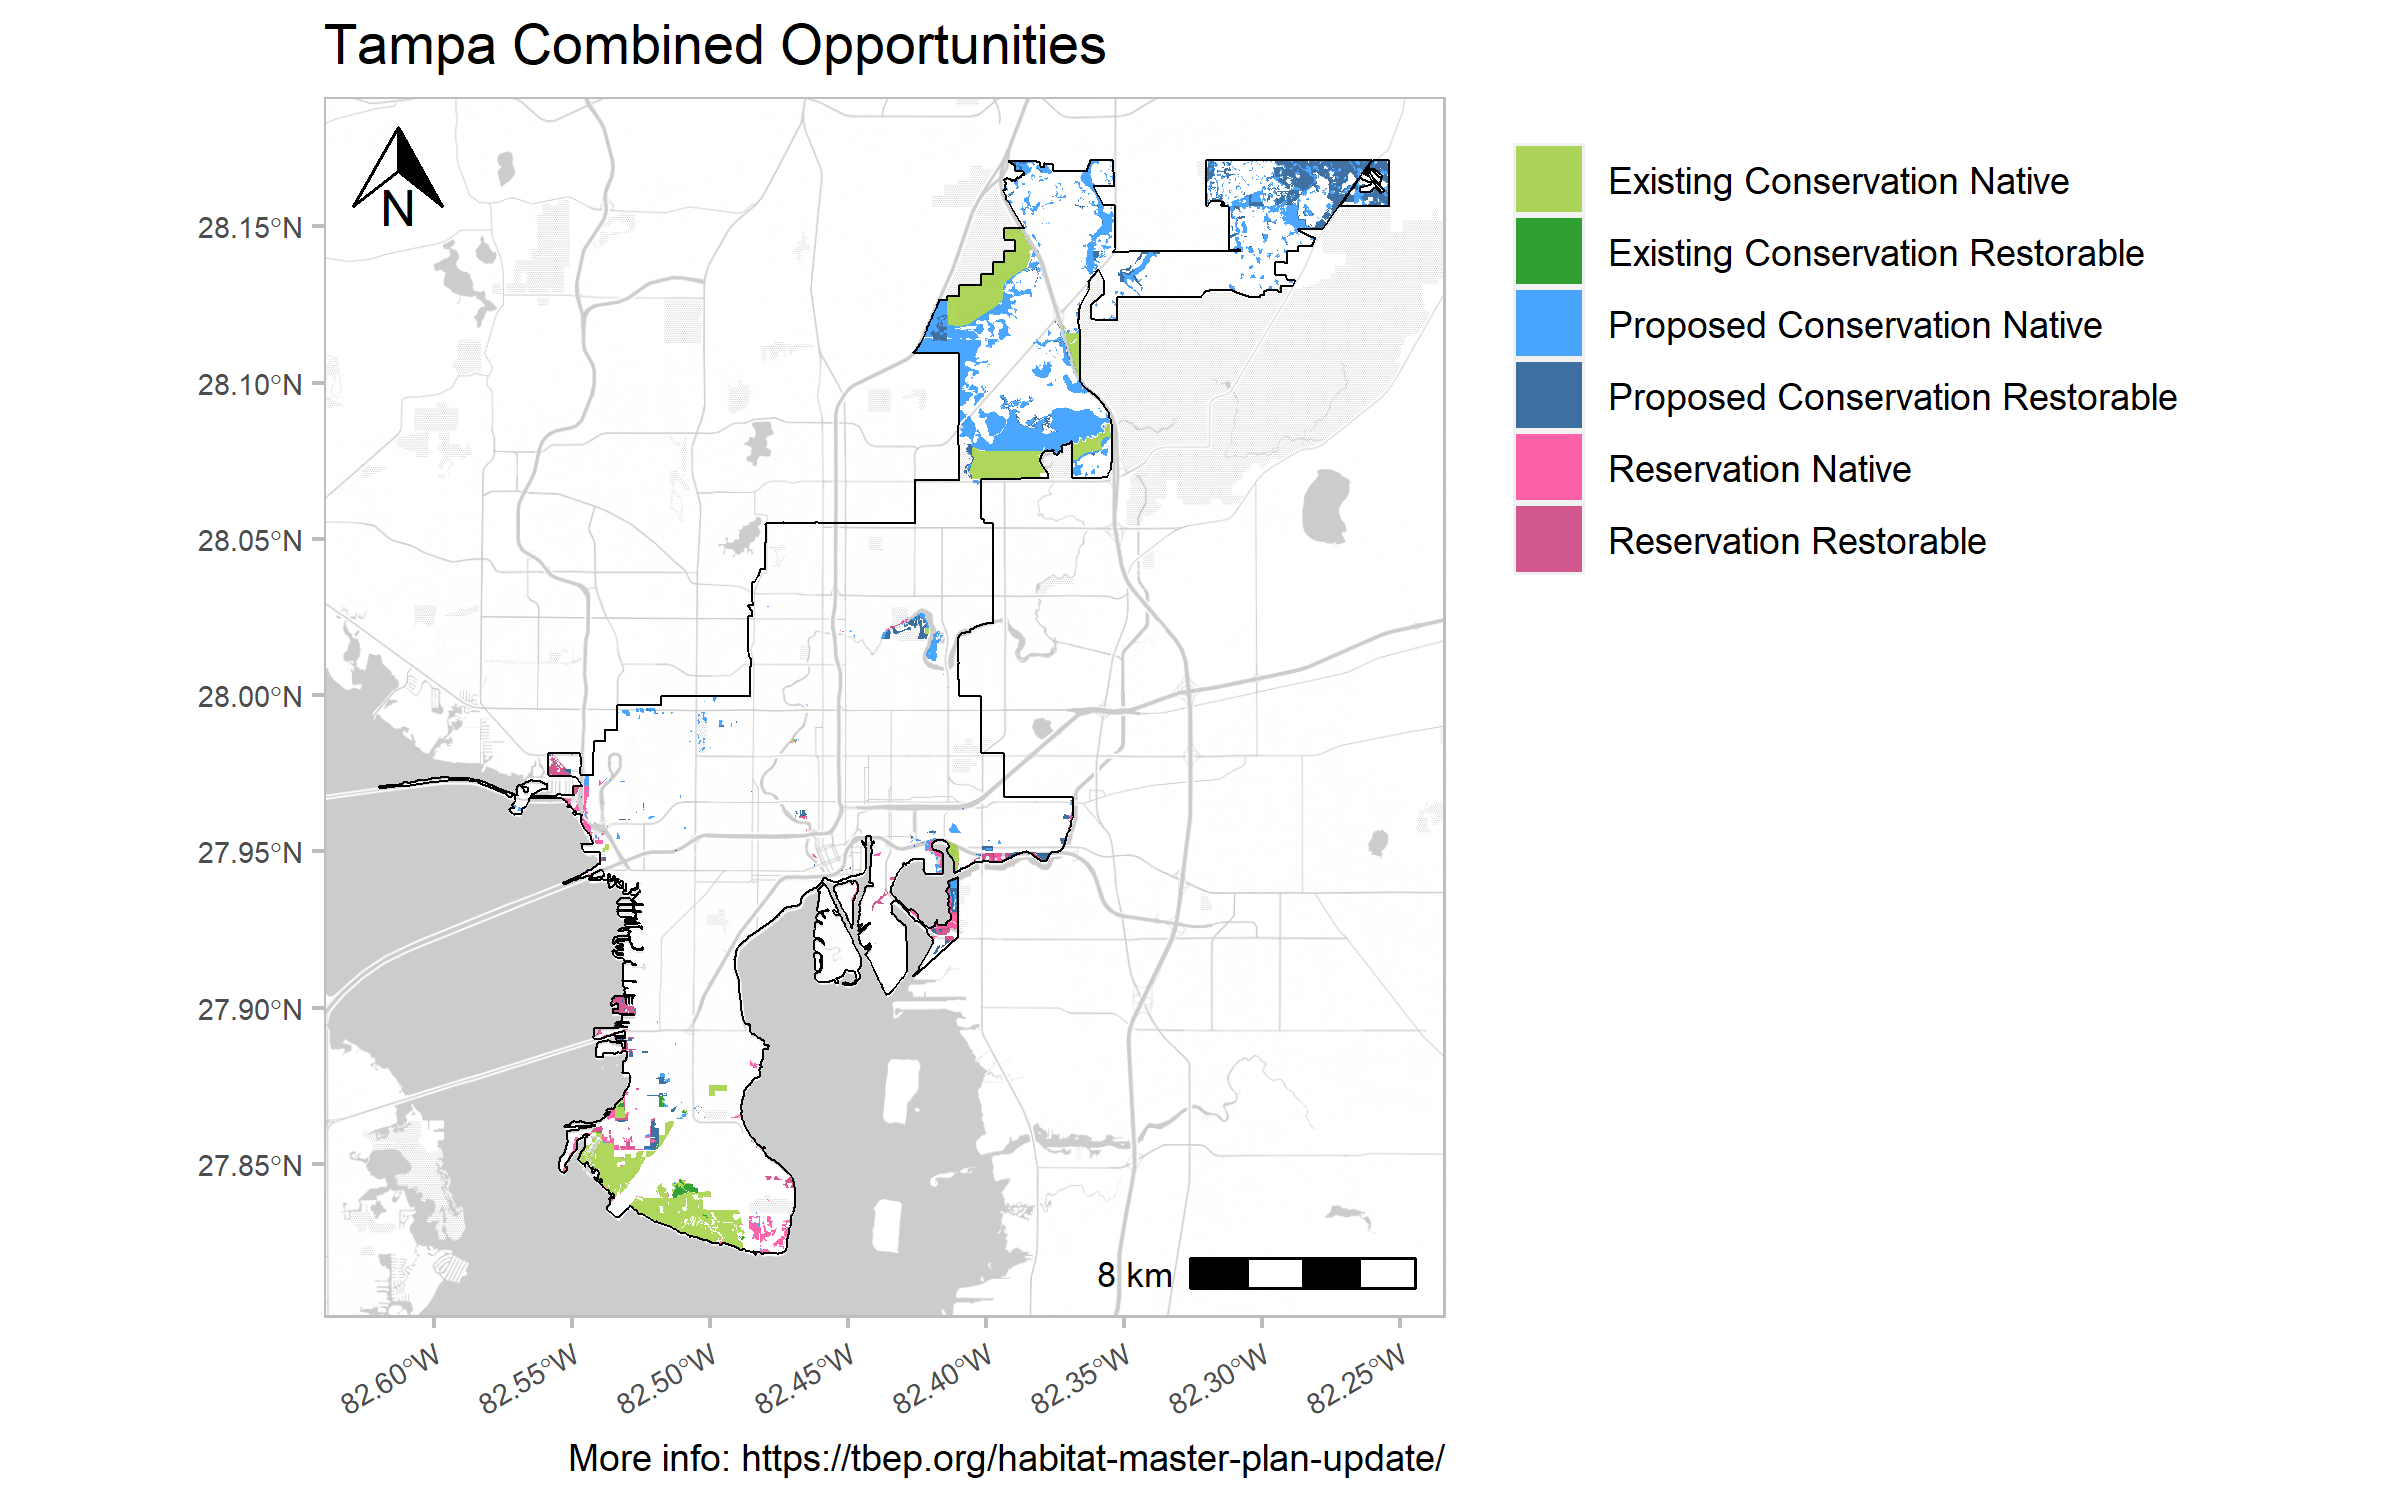 Tampa Combined Opportunities
N
28.15°N
28.10°N
28.05°N
28.00°N
27.95°N
27.90°N
27.85°N
82.60°W
82.55°W
82.50°W
82.45°W
82.40°W
82.35°W
82.30°W
82.25°W
8 km
Existing Conservation Native
Existing Conservation Restorable
Proposed Conservation Native
Proposed Conservation Restorable
Reservation Native
Reservation Restorable
More info: https://tbep.org/habitat-master-plan-update/